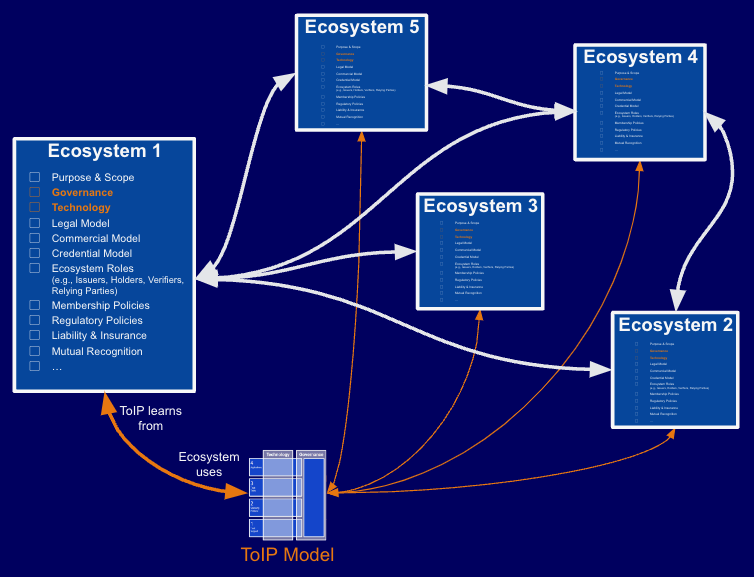 Ecosystem 5
Purpose & Scope
Governance
Technology
Legal Model
Commercial Model
Credential Model
Ecosystem Roles
(e.g., Issuers, Holders, Verifiers, Relying Parties)
Membership Policies
Regulatory Policies
Liability & Insurance
Mutual Recognition
Ecosystem 4
Purpose & Scope
Governance
Technology
Legal Model
Commercial Model
Credential Model
Ecosystem Roles
(e.g., Issuers, Holders, Verifiers, Relying Parties)
Membership Policies
Regulatory Policies
Liability & Insurance
Mutual Recognition
Ecosystem 1
Purpose & Scope
Governance
Technology
Legal Model
Commercial Model
Credential Model
Ecosystem Roles
(e.g., Issuers, Holders, Verifiers,
Relying Parties)
Membership Policies
Regulatory Policies
Liability & Insurance
Mutual Recognition
…
Ecosystem 3
Purpose & Scope
Governance
Technology
Legal Model
Commercial Model
Credential Model
Ecosystem Roles
(e.g., Issuers, Holders, Verifiers, Relying Parties)
Membership Policies
Regulatory Policies
Liability & Insurance
Mutual Recognition
Ecosystem 2
Purpose & Scope
Governance
Technology
Legal Model
Commercial Model
Credential Model
Ecosystem Roles
(e.g., Issuers, Holders, Verifiers, Relying Parties)
Membership Policies
Regulatory Policies
Liability & Insurance
Mutual Recognition
ToIP learns
from
Ecosystem
uses
Technology Governance
4
3
2
1
ToIP Model